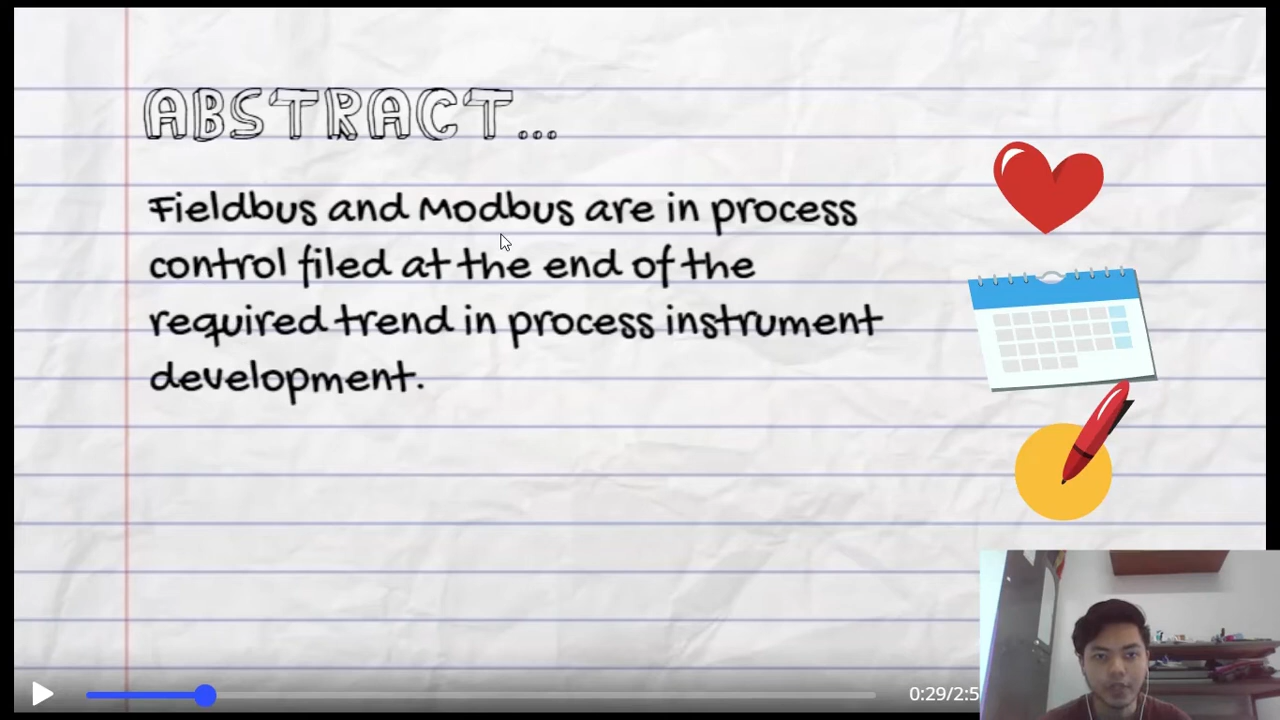 ABSTRACT...
Fieldbus and Modbus are in process
control filed at the end of the
required trend in process instrument
development.
0:29/2:5